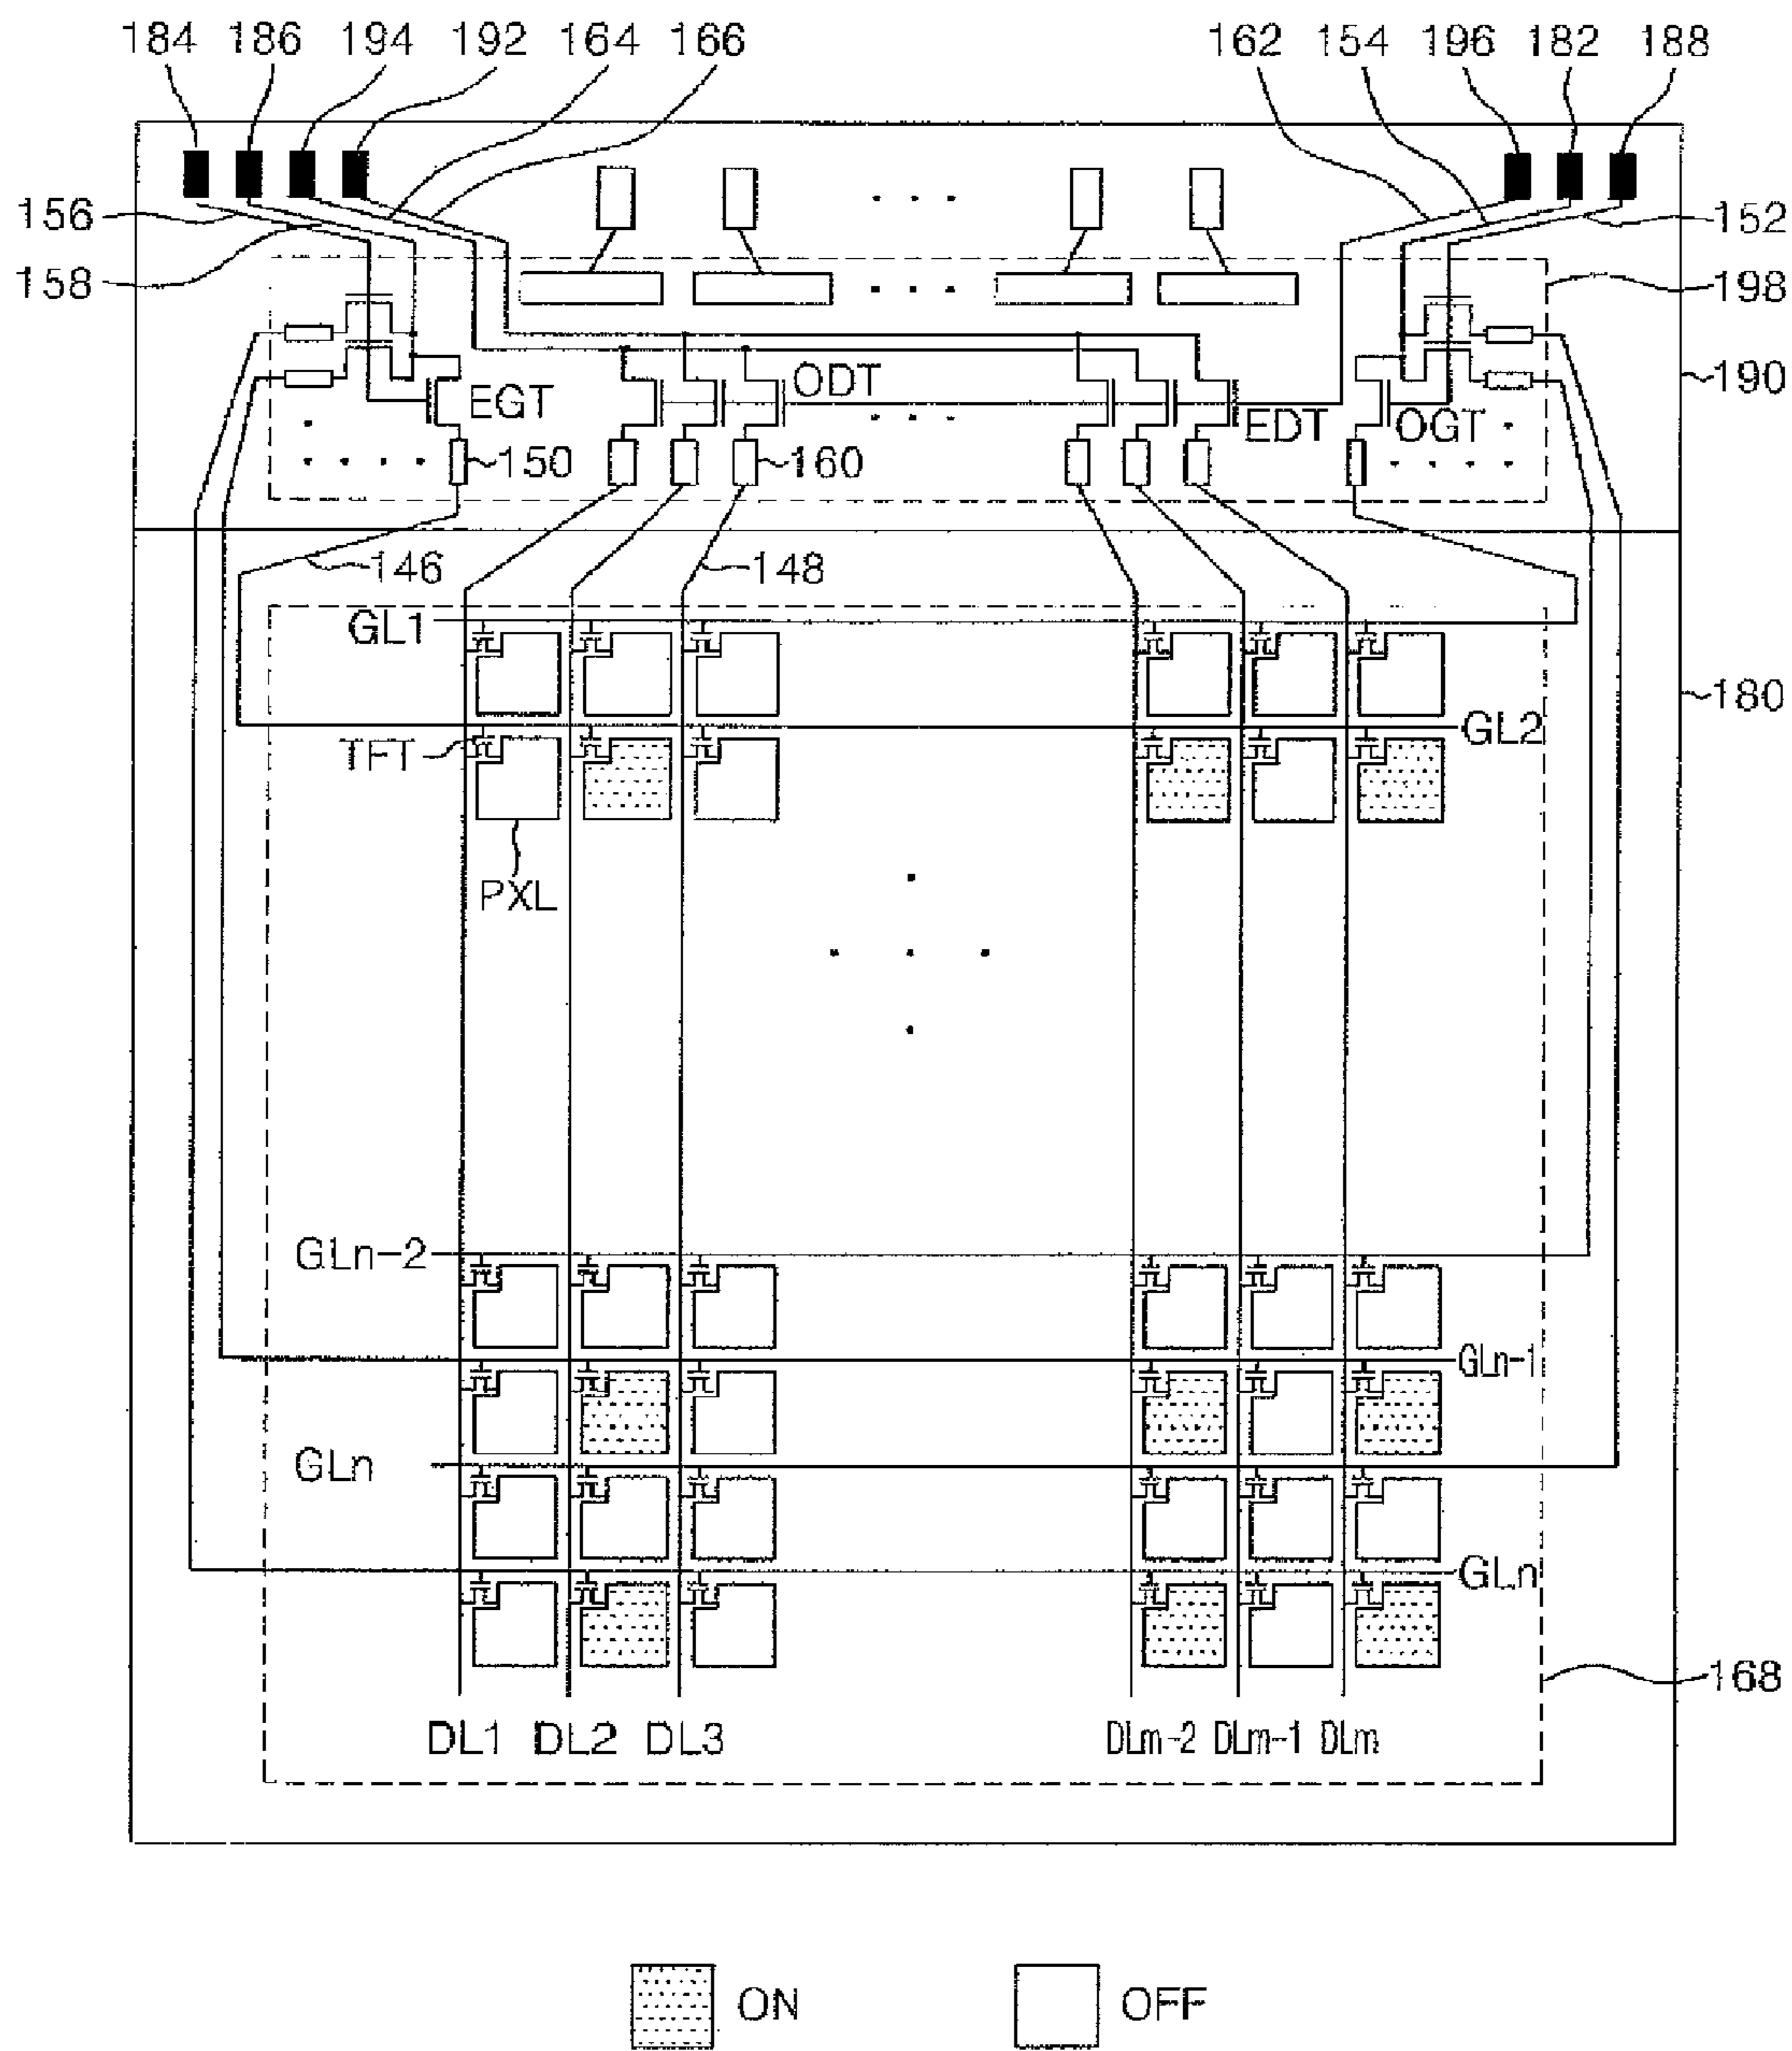 184 186 194 192 164 166 162 154 196 182 188
156 152
158 198
ODT 190
EGT EDT OGT
150 160
146 148
GL1
180
GL2
TFT
PXL
GLn-2
GLn-1
GLn
GLn
168
DL1 DL2 DL3 DLm-2 DLm-1 DLm
ON OFF